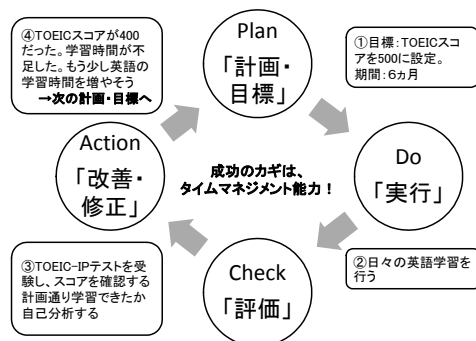 ④TOEICスコアが400
だった。学習時間が不
足した。もう少し英語の
学習時間を増やそう
→次の計画・目標へ
Plan
「計画・
目標」
①目標：TOEICスコ
アを500に設定。
期間：6ヵ月
Action
「改善・
修正」
成功のカギは、
タイムマネジメント能力！
Do
「実行」
③TOEIC-IPテストを受
験し、スコアを確認する
計画通り学習できたか
自己分析する
Check
「評価」
②日々の英語学習を
行う